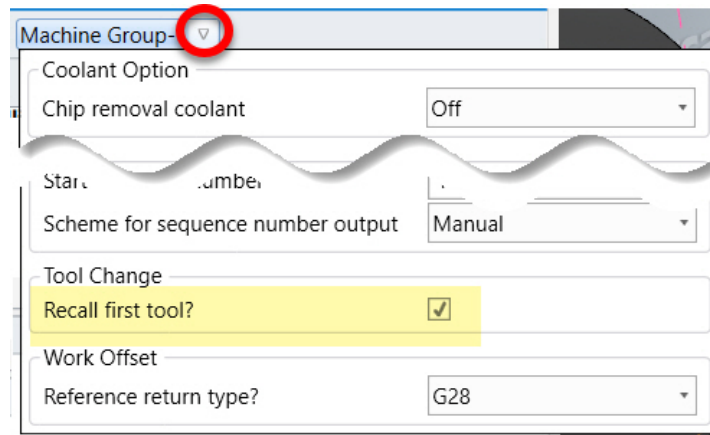 Machine Group-
Coolant Option
Chip removal coolant Off
Scheme for sequence number output Manual
Tool Change
Recall first tool?
Work Offset
Reference return type? G28